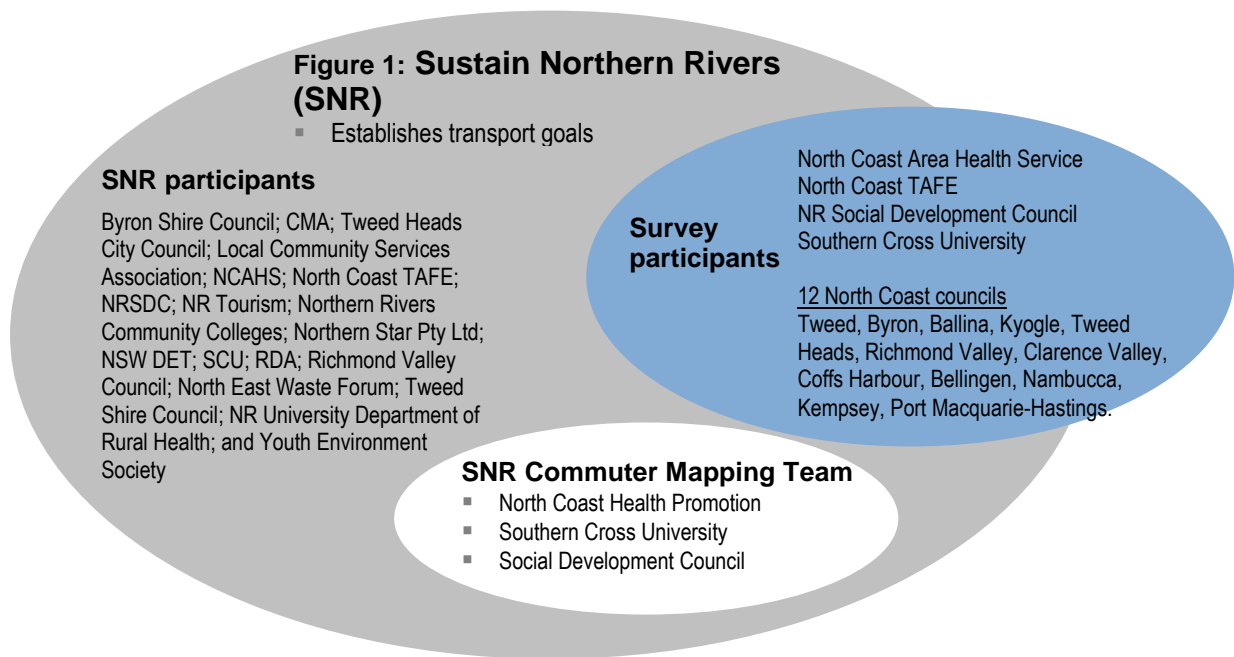 Figure 1: Sustain Northern Rivers
(SNR)
▪ Establishes transport goals
SNR participants
Byron Shire Council; CMA; Tweed Heads
City Council; Local Community Services
Association; NCAHS; North Coast TAFE;
NRSDC; NR Tourism; Northern Rivers
Community Colleges; Northern Star Pty Ltd;
NSW DET; SCU; RDA; Richmond Valley
Council; North East Waste Forum; Tweed
Shire Council; NR University Department of
Rural Health; and Youth Environment
Society
Survey
participants
North Coast Area Health Service
North Coast TAFE
NR Social Development Council
Southern Cross University
12 North Coast councils
Tweed, Byron, Ballina, Kyogle, Tweed
Heads, Richmond Valley, Clarence Valley,
Coffs Harbour, Bellingen, Nambucca,
Kempsey, Port Macquarie-Hastings.
SNR Commuter Mapping Team
▪ North Coast Health Promotion
▪ Southern Cross University
▪ Social Development Council